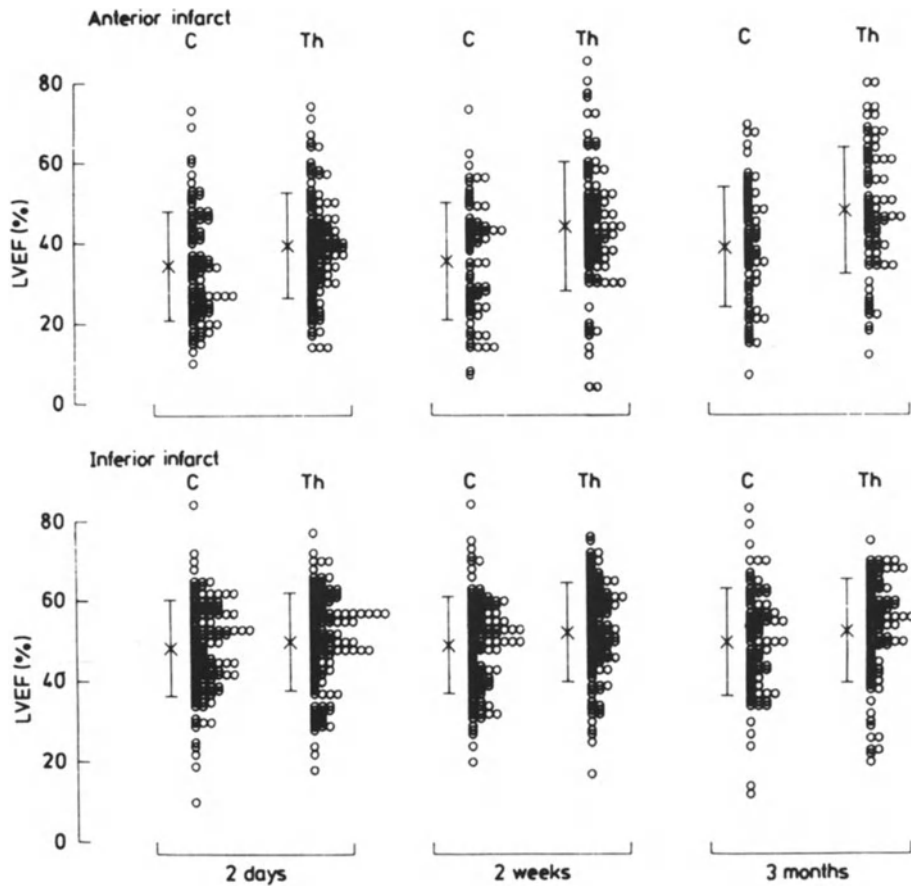 Anterior infarct
C Th C Th C Th
80
60
40
20
0
LVEF (%)
Inferior infarct
C Th C Th C Th
80
60
40
20
0
LVEF (%)
2 days 2 weeks 3 months